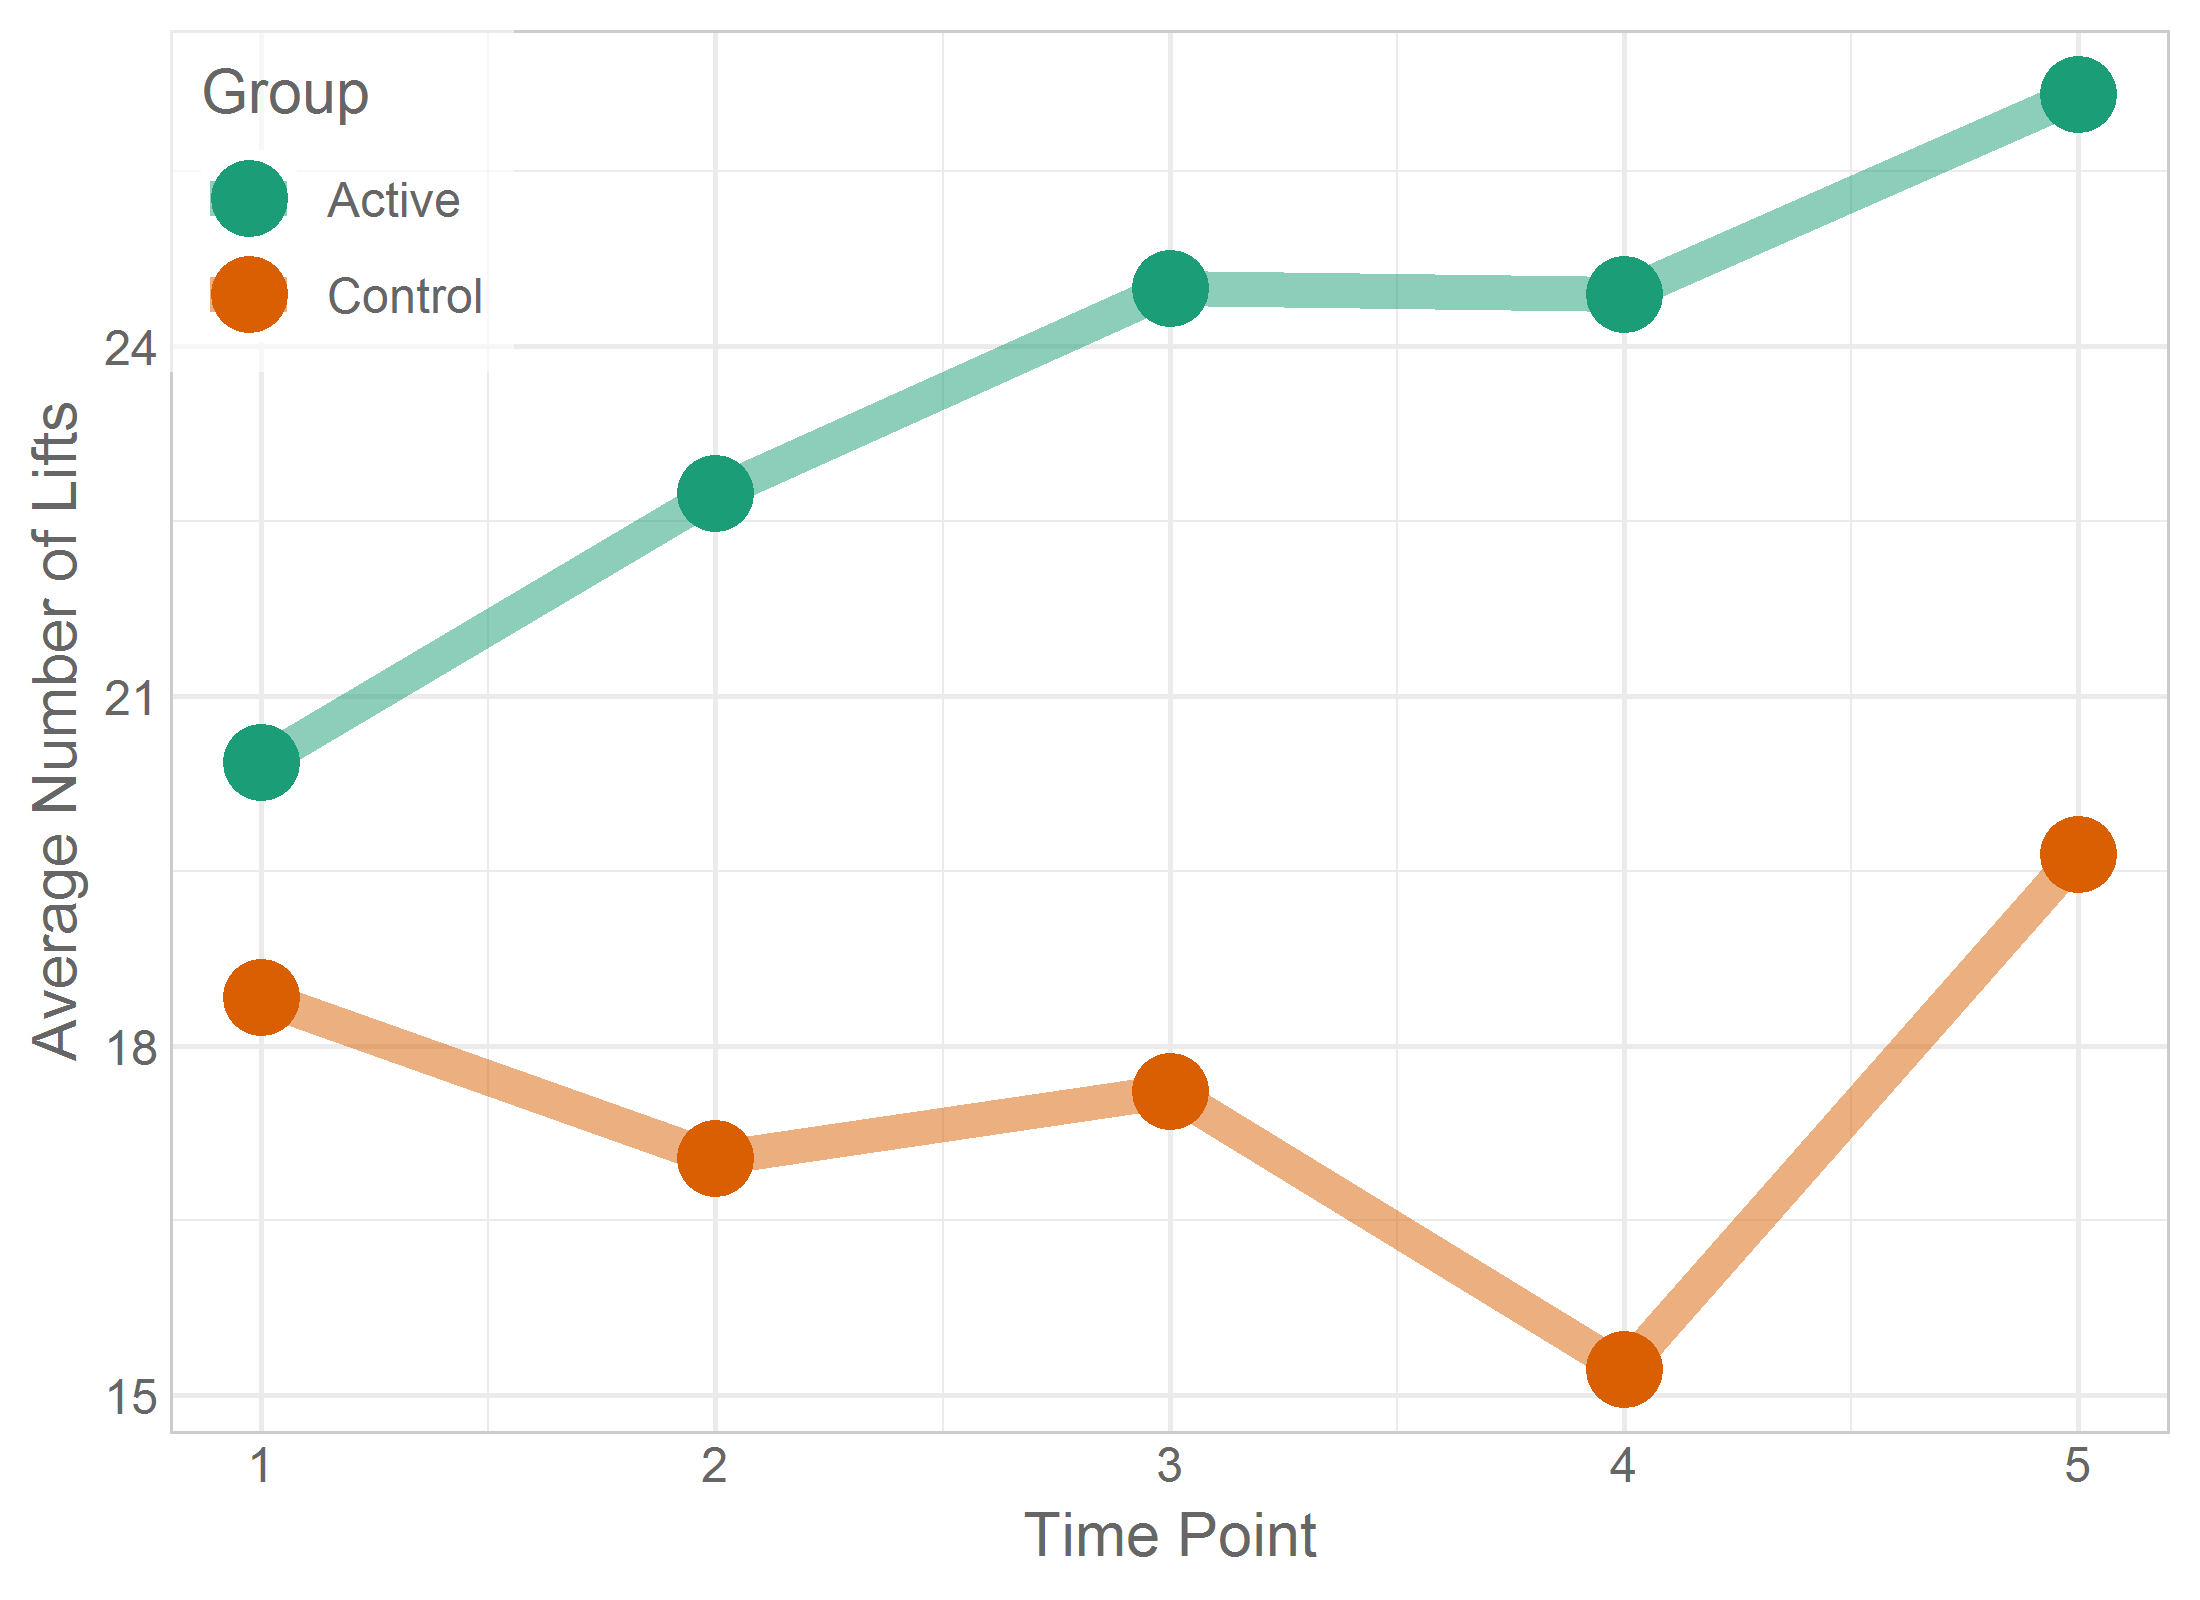 Group
Active
Control
24
21
18
15
Average Number of Lifts
1 2 3 4 5
Time Point